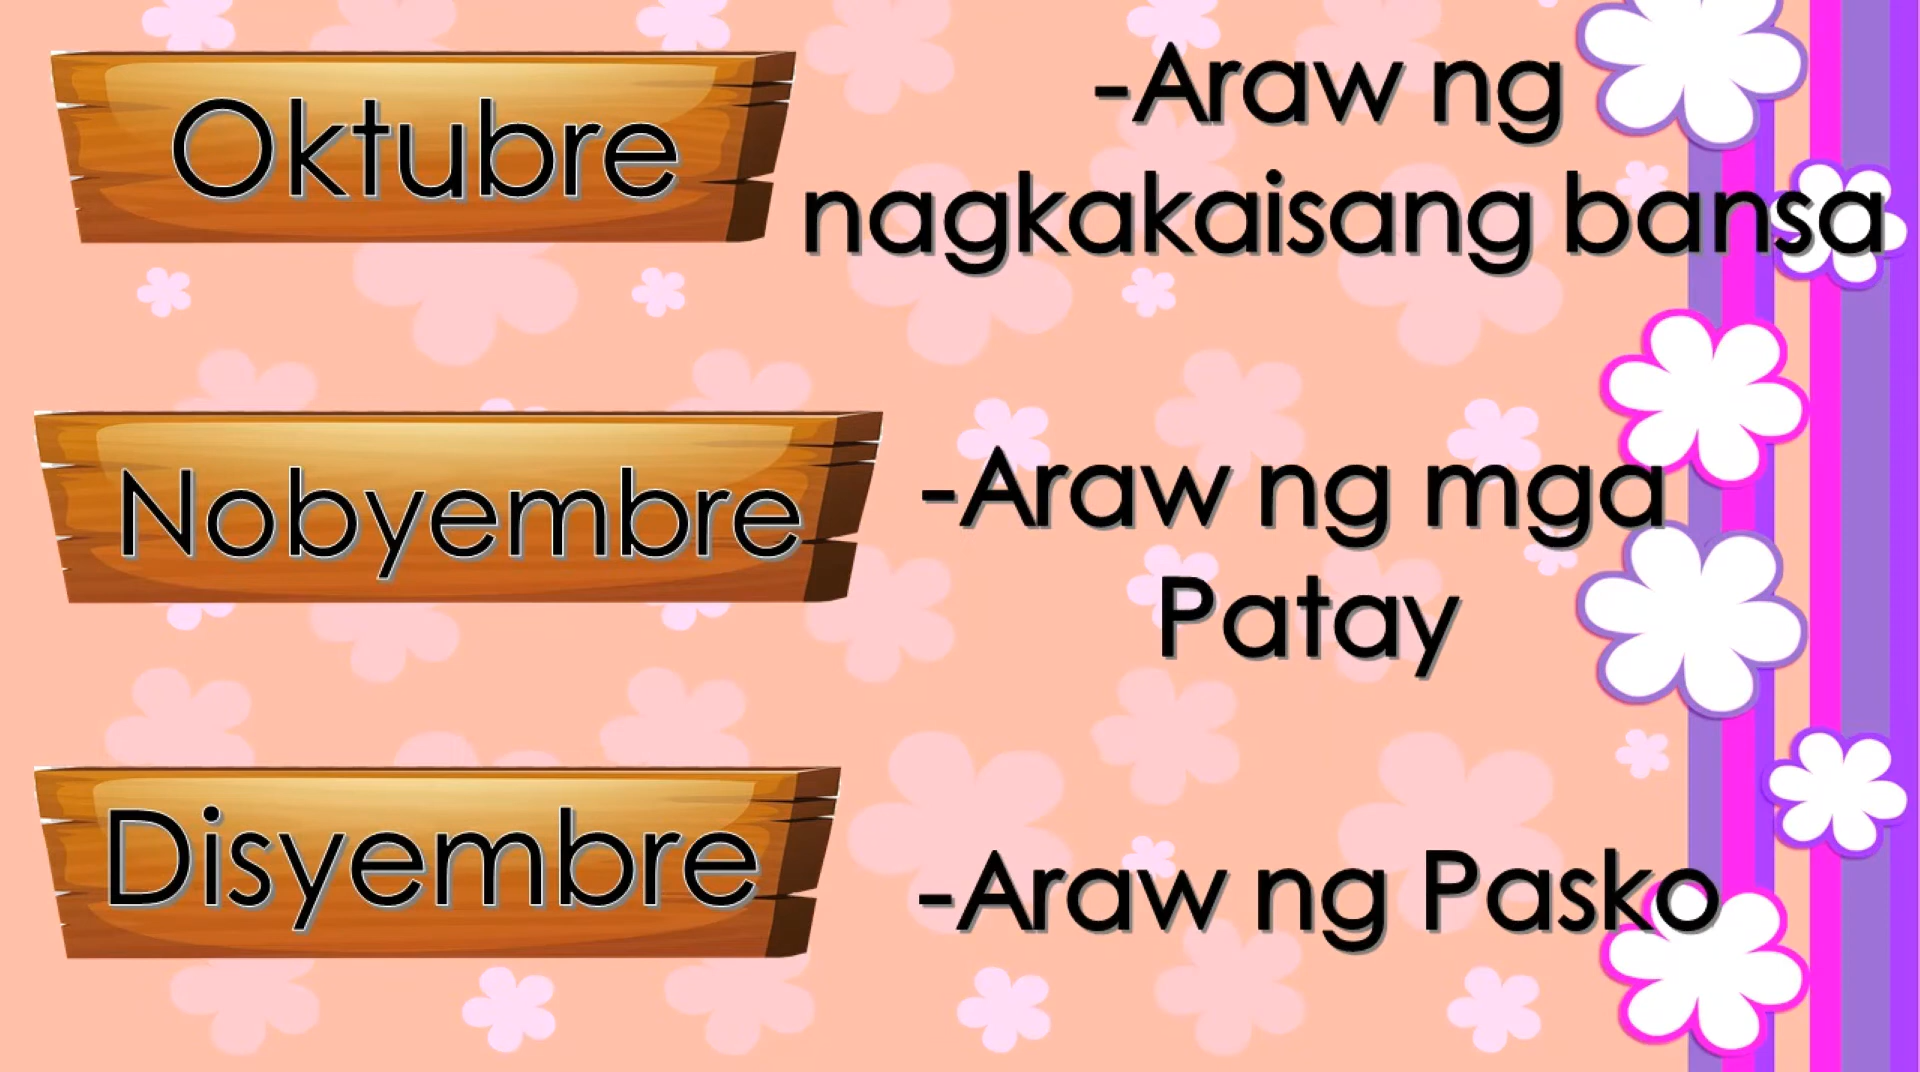 Oktubre
-Araw ng
nagkakaisang bansa
Nobyembre
-Araw ng mga
Patay
Disyembre
-Araw ng Pasko